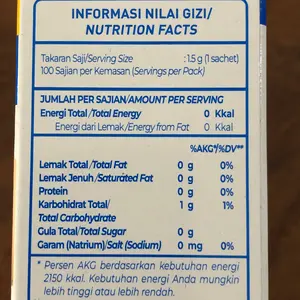 INFORMASI NILAI GIZI/
NUTRITION FACTS
Takaran Saji/Serving Size : 1.5 g (1 sachet)
100 Sajian per Kemasan (Servings per Pack)
JUMLAH PER SAJIAN/AMOUNT PER SERVING
Energi Total/Total Energy 0 Kkal
Energi dari Lemak/Energy from Fat 0 Kkal
%AKG*/%DV**
Lemak Total/Total Fat 0 g 0%
Lemak Jenuh/Saturated Fat 0 g 0%
Protein 0 g 0%
Karbohidrat Total/ 1 g 1%
Total Carbohydrate
Gula Total/Total Sugar 0 g
Garam (Natrium)/Salt (Sodium) 0 mg 0%
* Persen AKG berdasarkan kebutuhan energi
2150 kkal. Kebutuhan energi Anda mungkin
lebih tinggi atau lebih rendah.